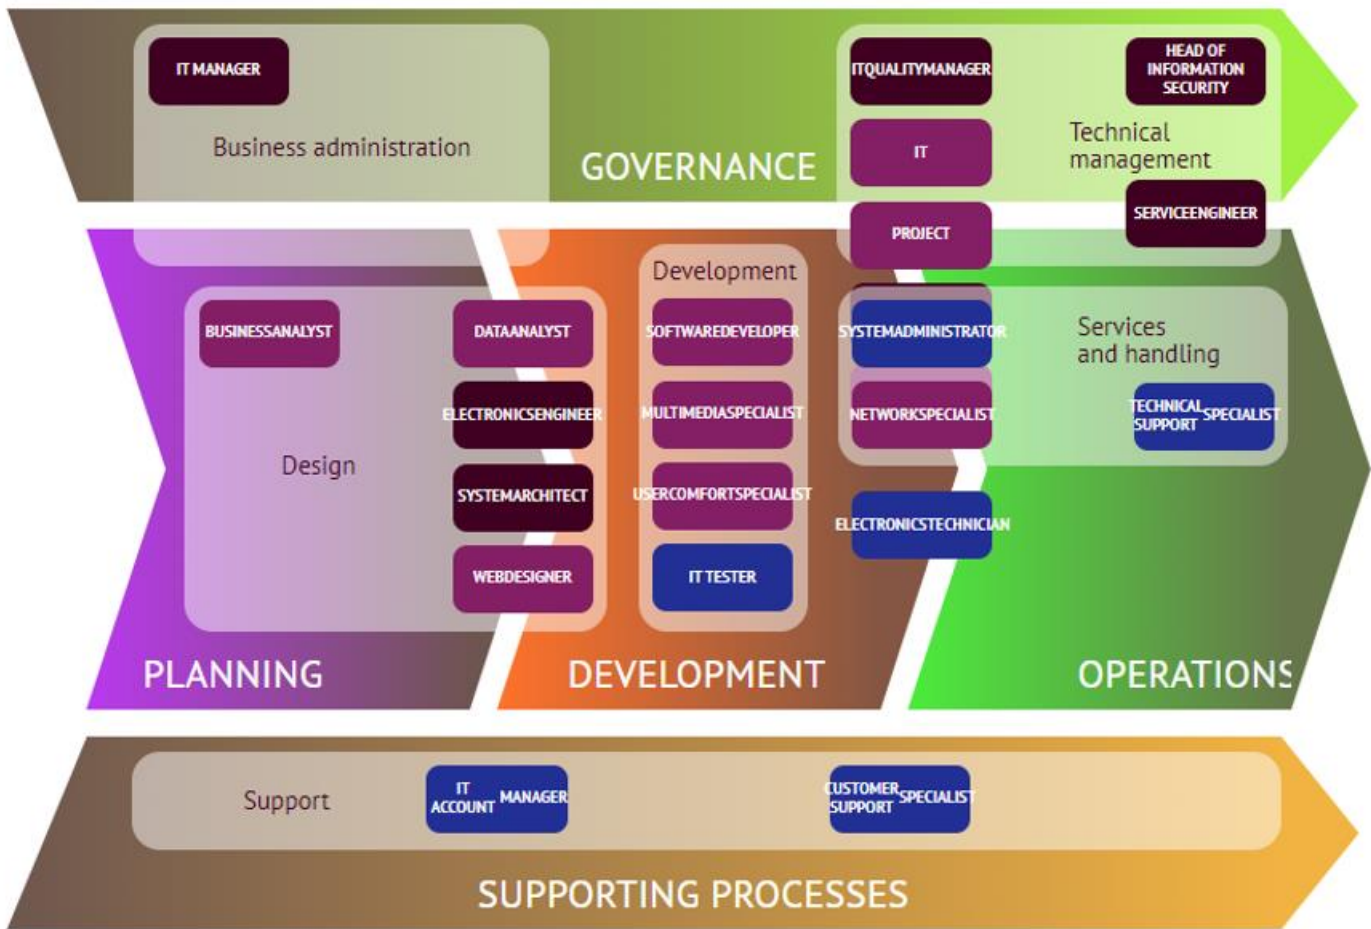 IT MANAGER
Business administration
GOVERNANCE
ITQUALITYMANAGER
IT
PROJECT
HEAD OF
INFORMATION
SECURITY
Technical
management
SERVICEENGINEER
BUSINESSANALYST
DATAANALYST
ELECTRONICSENGINEER
Design
SYSTEMARCHITECT
WEBDESIGNER
PLANNING
Development
SOFTWAREDEVELOPER
MULTIMEDIASPECIALIST
USERCOMFORTSPECIALIST
IT TESTER
DEVELOPMENT
SYSTEMADMINISTRATOR
Services
and handling
NETWORKSPECIALIST
TECHNICAL
SUPPORT
SPECIALIST
ELECTRONICSTECHNICIAN
OPERATIONS
Support
IT
ACCOUNT
MANAGER
CUSTOMER
SUPPORT
SPECIALIST
SUPPORTING PROCESSES